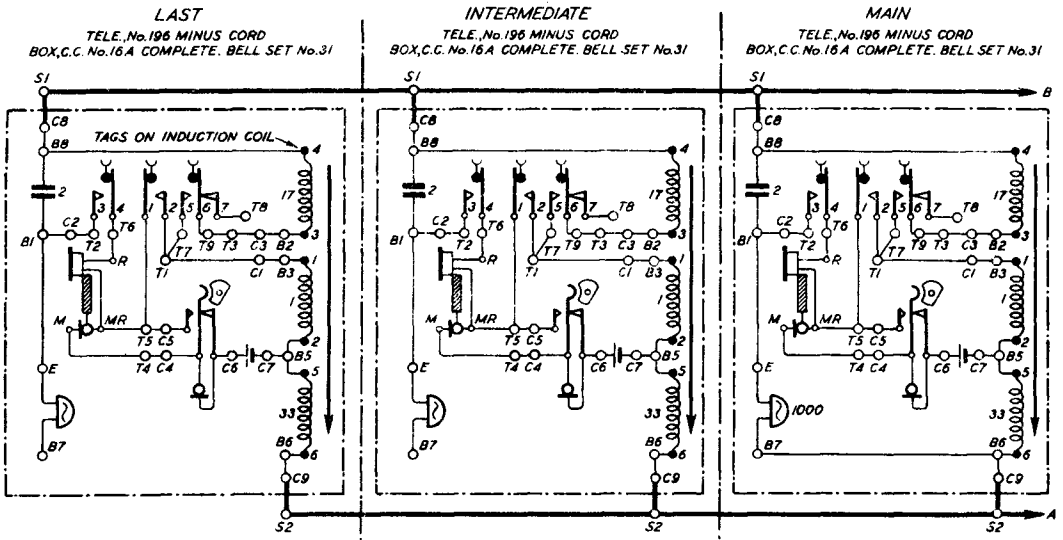 LAST
TELE.,No.196 MINUS CORD
BOX,C.C. No.16A COMPLETE. BELL SET No.31
INTERMEDIATE
TELE.,No.196 MINUS CORD
BOX,C.C. No.16A COMPLETE. BELL SET No.31
MAIN
TELE.,No.196 MINUS CORD
BOX,C.C. No.16A COMPLETE. BELL SET No.31
S1 S1 S1
B
C8
B8
TAGS ON INDUCTION COIL
4
2
3 4 1 2 5 6 7
T8
17
C2
B1
T2
T6
T7
T9 T3 C3 B2
3
R
T1
C1 B3
1
1
M
MR
T5 C5
2
T4 C4
C6 C7
B5
5
E
33
B7
B6
6
C9
S2
C8
B8
4
2
3 4 1 2 5 6 7
T8
17
C2
B1
T2
T6
T7
T9 T3 C3 B2
3
R
T1
C1 B3
1
1
M
MR
T5 C5
2
T4 C4
C6 C7
B5
5
E
33
B7
B6
6
C9
S2
C8
B8
4
2
3 4 1 2 5 6 7
T8
17
C2
B1
T2
T6
T7
T9 T3 C3 B2
3
R
T1
C1 B3
1
1
M
MR
T5 C5
2
T4 C4
C6 C7
B5
5
E
1000
33
B7
B6
6
C9
S2
A